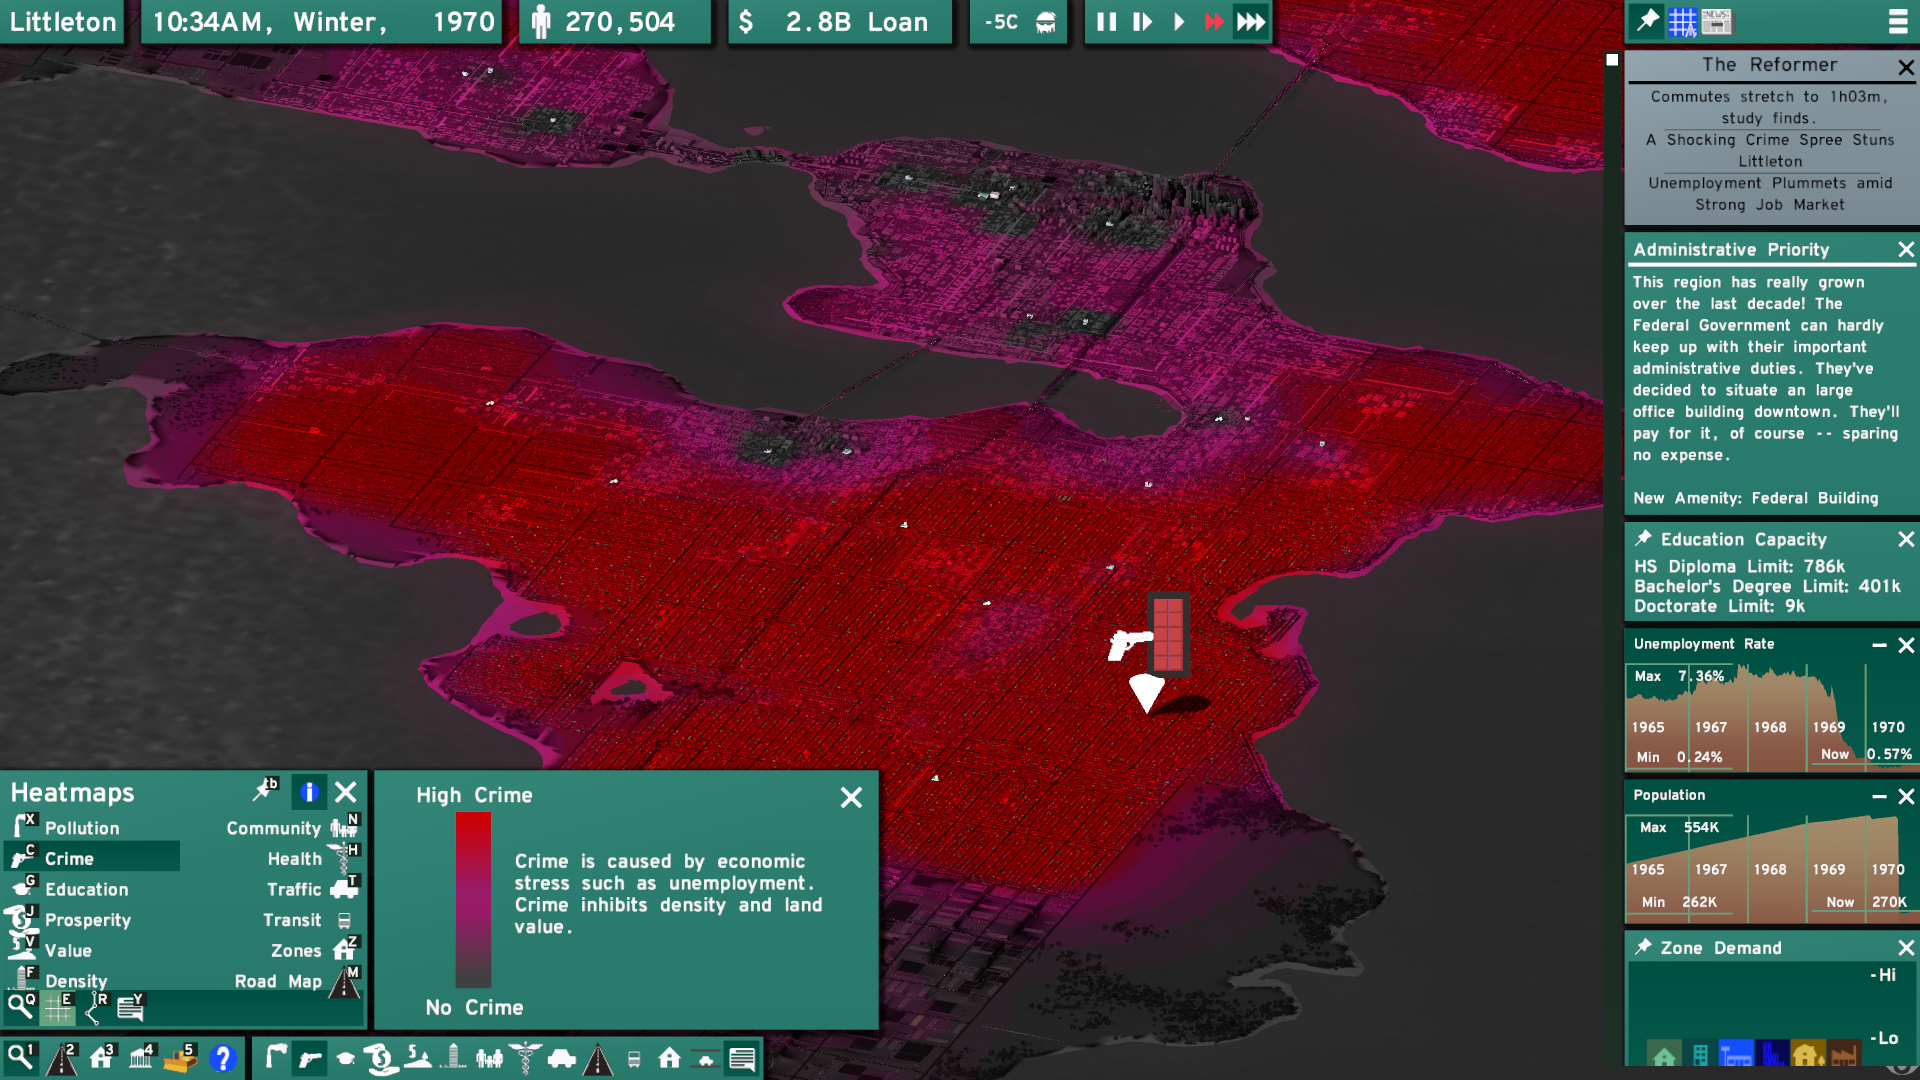 Littleton
10:34AM, Winter, 1970
270,504
$ 2.8B Loan
-5C
NEWS
The Reformer
Commutes stretch to 1h03m,
study finds.
A Shocking Crime Spree Stuns
Littleton
Unemployment Plummets amid
Strong Job Market
Administrative Priority
This region has really grown
over the last decade! The
Federal Government can hardly
keep up with their important
administrative duties. They've
decided to situate an large
office building downtown. They'll
pay for it, of course -- sparing
no expense.
New Amenity: Federal Building
Education Capacity
HS Diploma Limit: 786k
Bachelor's Degree Limit: 401k
Doctorate Limit: 9k
Unemployment Rate
Max 7.36%
1965 1967 1968 1969 1970
Min 0.24% Now 0.57%
Population
Max 554K
1965 1967 1968 1969 1970
Min 262K Now 270K
Zone Demand
-Hi
-Lo
Heatmaps
tb
i
X Pollution
Community N
C Crime
Health H
G Education
Traffic T
J Prosperity
Transit
V Value
Zones Z
F Density
Road Map M
Q E R Y
High Crime
Crime is caused by economic
stress such as unemployment.
Crime inhibits density and land
value.
No Crime
1 2 3 4 5 ?